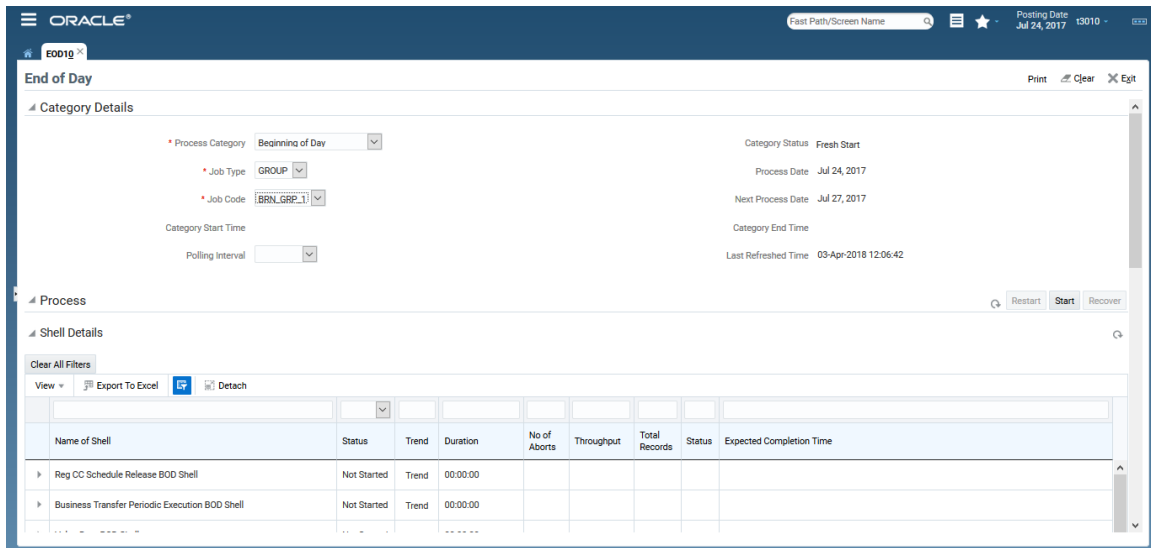 ORACLE®
Fast Path/Screen Name
Posting Date
Jul 24, 2017
t3010
EOD10
End of Day
Print Clear Exit
Category Details
* Process Category Beginning of Day
Category Status Fresh Start
* Job Type GROUP
Process Date Jul 24, 2017
* Job Code BRN_GRP_1
Next Process Date Jul 27, 2017
Category Start Time
Category End Time
Polling Interval
Last Refreshed Time 03-Apr-2018 12:06:42
Process
Restart Start Recover
Shell Details
Clear All Filters
View Export To Excel Detach
Name of Shell Status Trend Duration No of Aborts Throughput Total Records Status Expected Completion Time
Reg CC Schedule Release BOD Shell Not Started Trend 00:00:00
Business Transfer Periodic Execution BOD Shell Not Started Trend 00:00:00